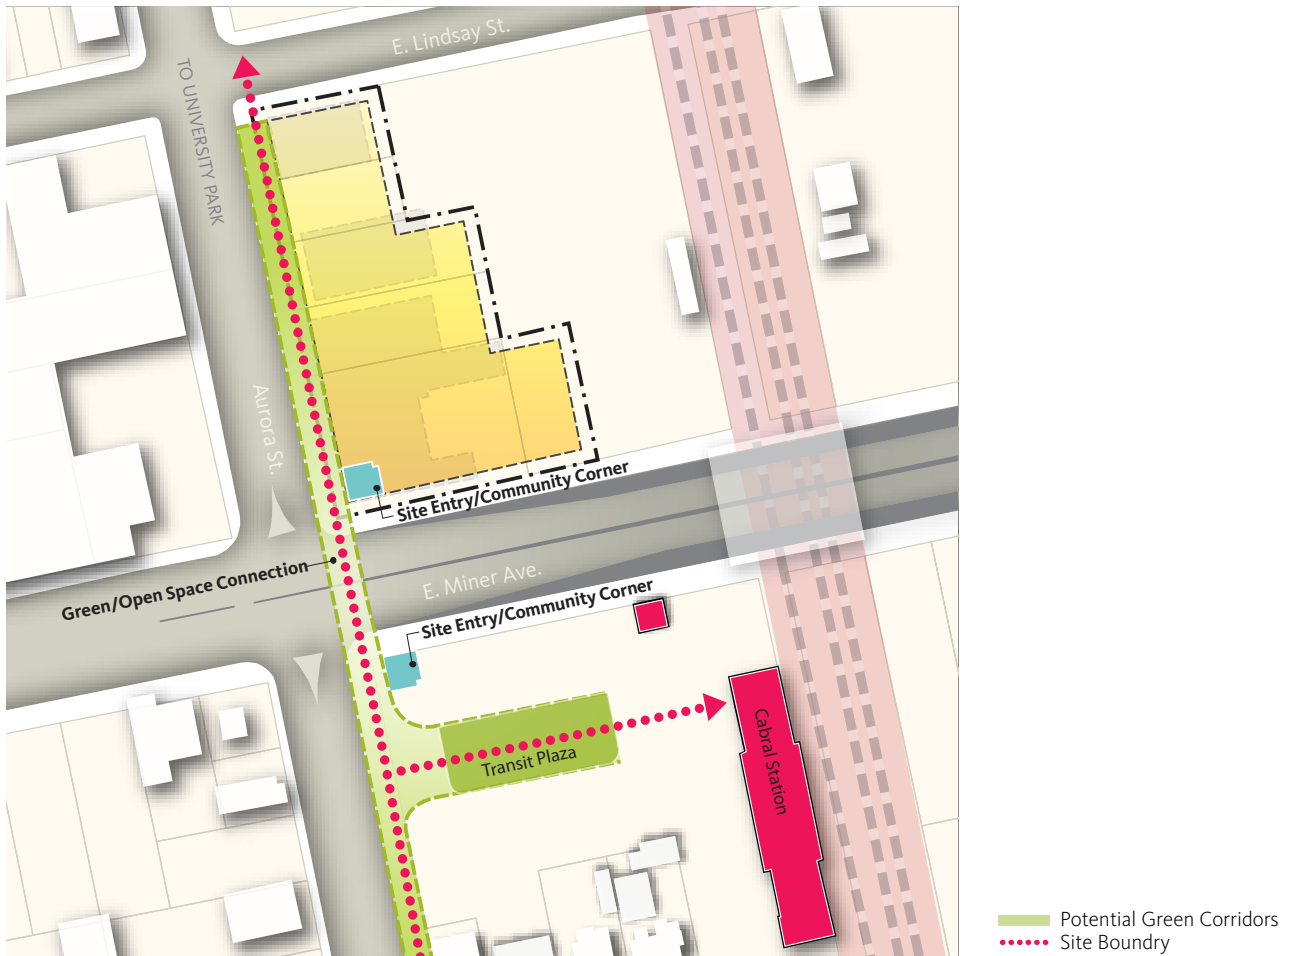 E. Lindsay St.
TO UNIVERSITY PARK
Aurora St.
Site Entry/Community Corner
Green/Open Space Connection
E. Miner Ave.
Site Entry/Community Corner
Transit Plaza
Cabral Station
Potential Green Corridors
Site Boundry